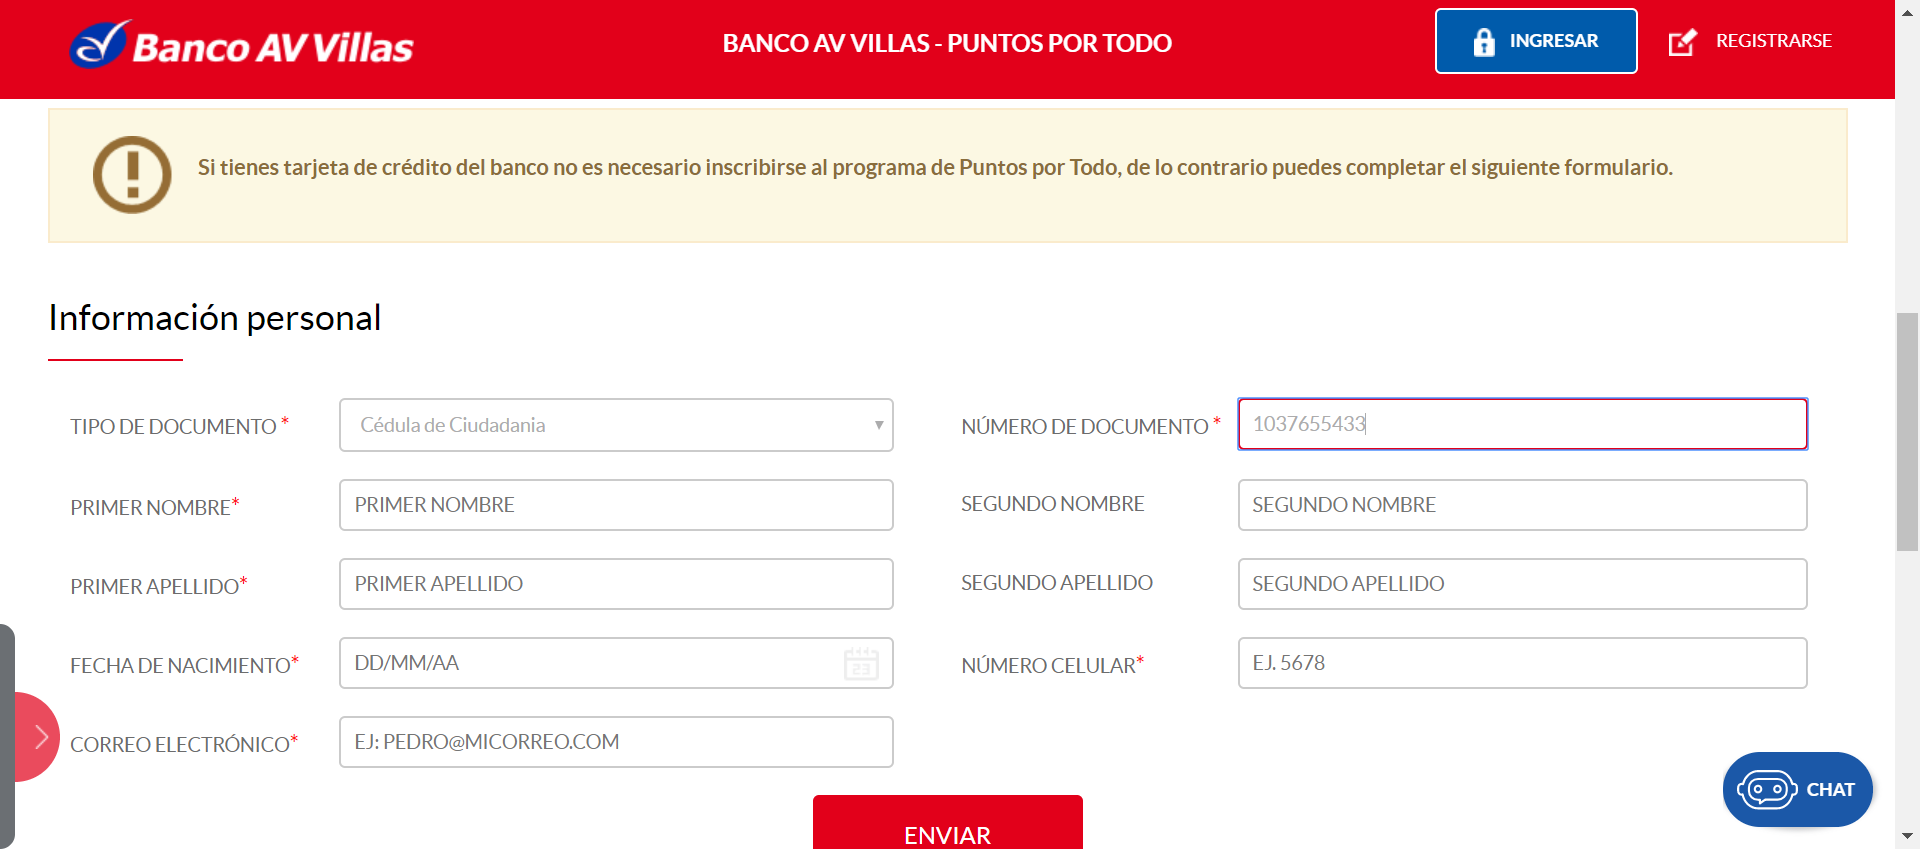 Banco AV Villas
BANCO AV VILLAS - PUNTOS POR TODO
INGRESAR
REGISTRARSE
Si tienes tarjeta de crédito del banco no es necesario inscribirse al programa de Puntos por Todo, de lo contrario puedes completar el siguiente formulario.
Información personal
TIPO DE DOCUMENTO *
Cédula de Ciudadania
NÚMERO DE DOCUMENTO *
1037655433
PRIMER NOMBRE*
PRIMER NOMBRE
SEGUNDO NOMBRE
SEGUNDO NOMBRE
PRIMER APELLIDO*
PRIMER APELLIDO
SEGUNDO APELLIDO
SEGUNDO APELLIDO
FECHA DE NACIMIENTO*
DD/MM/AA
23
NÚMERO CELULAR*
EJ. 5678
CORREO ELECTRÓNICO*
EJ: PEDRO@MICORREO.COM
CHAT
ENVIAR